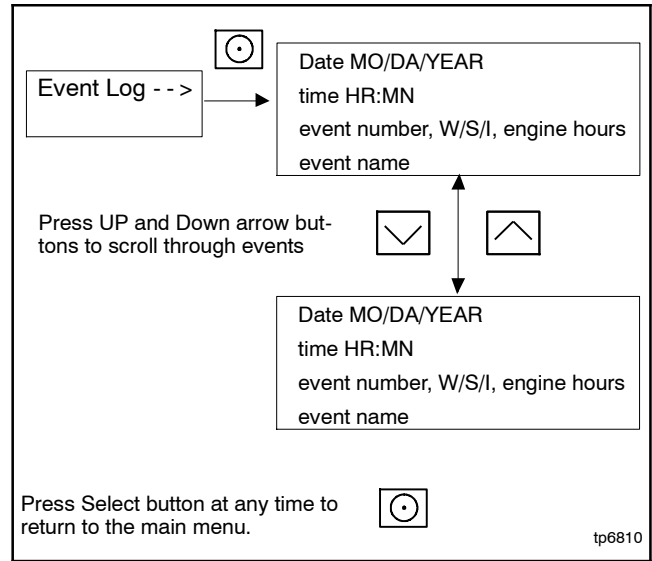 Event Log - - >
Date MO/DA/YEAR
time HR:MN
event number, W/S/I, engine hours
event name
Press UP and Down arrow but-
tons to scroll through events
Date MO/DA/YEAR
time HR:MN
event number, W/S/I, engine hours
event name
Press Select button at any time to
return to the main menu.
tp6810